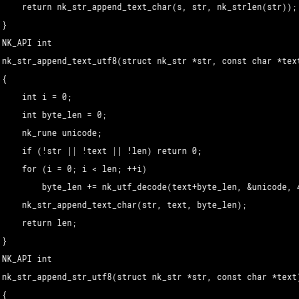 return nk_str_append_text_char(s, str, nk_strlen(str));
}
NK_API int
nk_str_append_text_utf8(struct nk_str *str, const char *text
{
    int i = 0;
    int byte_len = 0;
    nk_rune unicode;
    if (!str || !text || !len) return 0;
    for (i = 0; i < len; ++i)
        byte_len += nk_utf_decode(text+byte_len, &unicode,
    nk_str_append_text_char(str, text, byte_len);
    return len;
}
NK_API int
nk_str_append_str_utf8(struct nk_str *str, const char *text
{